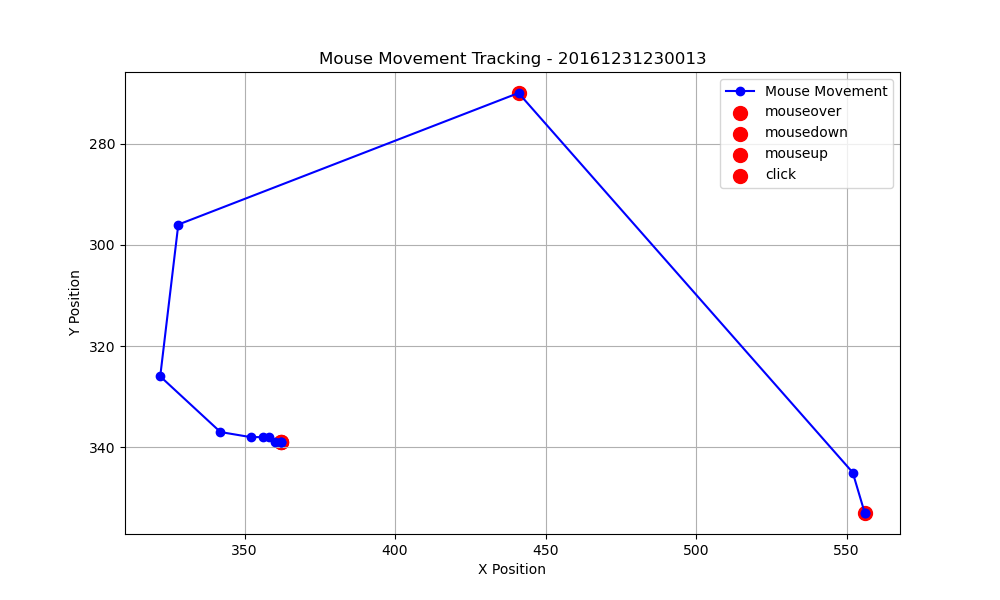 Mouse Movement Tracking - 20161231230013
Mouse Movement
mouseover
mousedown
mouseup
click
280
300
320
340
Y Position
350
400
450
500
550
X Position